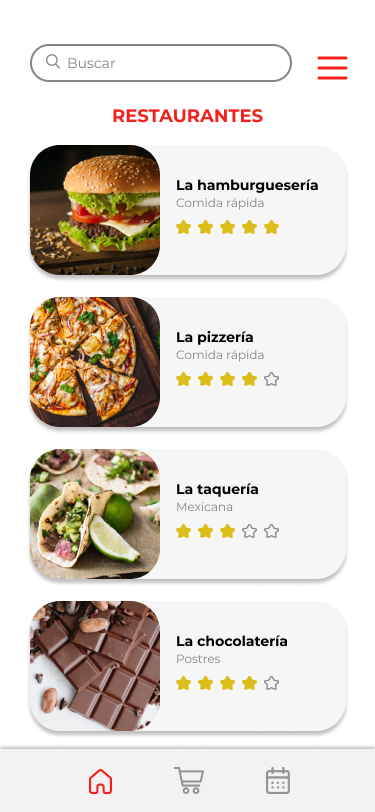 Buscar
RESTAURANTES
La hamburguesería
Comida rápida
La pizzería
Comida rápida
La taquería
Mexicana
La chocolatería
Postres